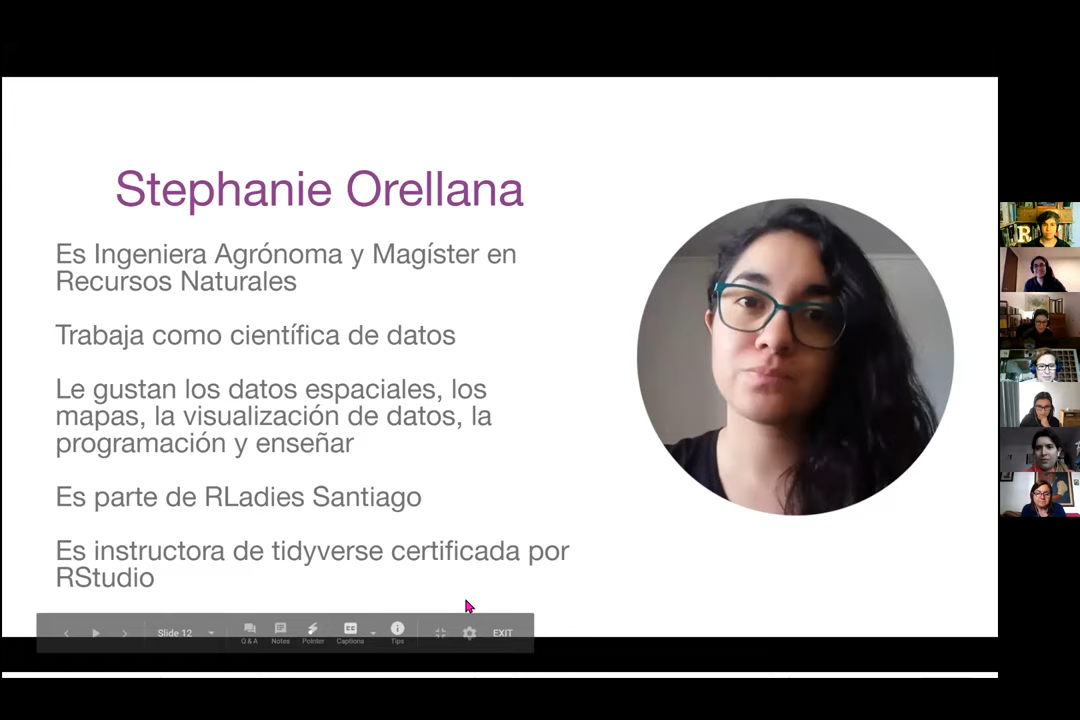 Stephanie Orellana
Es Ingeniera Agrónoma y Magíster en
Recursos Naturales
Trabaja como científica de datos
Le gustan los datos espaciales, los
mapas, la visualización de datos, la
programación y enseñar
Es parte de RLadies Santiago
Es instructora de tidyverse certificada por
RStudio
Slide 12
Q & A
Notes
Pointer
CC
Captions
Tips
EXIT
R